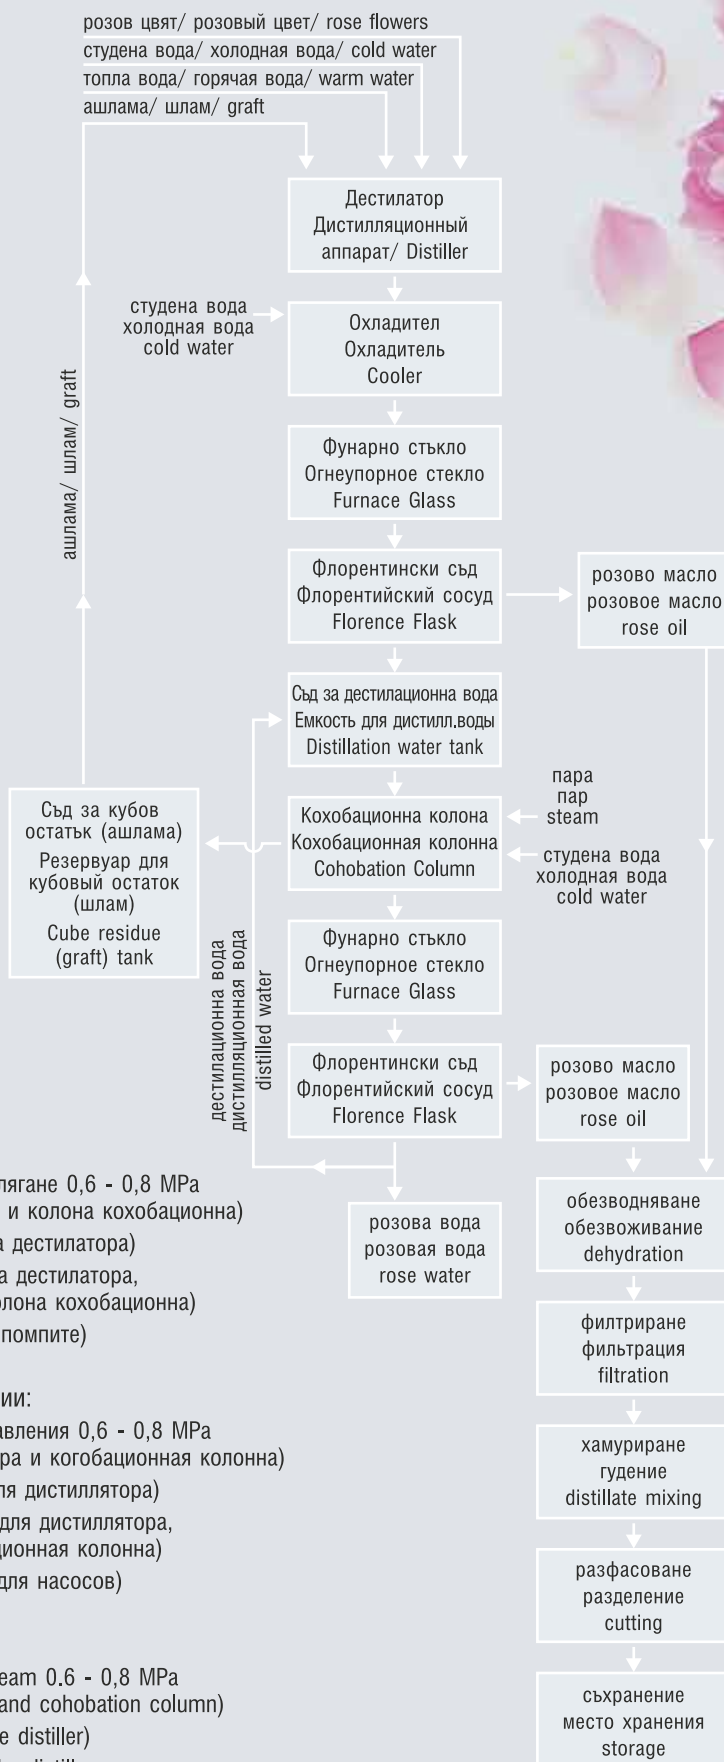 розов цвят/ розовый цвет/ rose flowers
студена вода/ холодная вода/ cold water
топла вода/ горячая вода/ warm water
ашлама/ шлам/ graft
Дестилатор
Дистилляционный
аппарат/ Distiller
студена вода
холодная вода
cold water
Охладител
Охладитель
Cooler
ашлама/ шлам/ graft
Фунарно стъкло
Огнеупорное стекло
Furnace Glass
Флорентински съд
Флорентийский сосуд
Florence Flask
розово масло
розовое масло
rose oil
Съд за дестилационна вода
Емкость для дистилл.воды
Distillation water tank
пара
пар
steam
Съд за кубов
остатък (ашлама)
Резервуар для
кубовый остаток
(шлам)
Cube residue
(graft) tank
Кохобационна колона
Кохобационная колонна
Cohobation Column
студена вода
холодная вода
cold water
дестилационна вода
дистилляционная вода
distilled water
Фунарно стъкло
Огнеупорное стекло
Furnace Glass
Флорентински съд
Флорентийский сосуд
Florence Flask
розово масло
розовое масло
rose oil
розова вода
розовая вода
rose water
обезводняване
обезвоживание
dehydration
филтриране
фильтрация
filtration
хамуриране
гудение
distillate mixing
разфасоване
разделение
cutting
съхранение
место хранения
storage
лягане 0,6 - 0,8 MPa
и колона кохобационна)
а дестилатора)
а дестилатора,
олона кохобационна)
помпите)
ии:
авления 0,6 - 0,8 MPa
ра и когобационная колонна)
ля дистиллятора)
для дистиллятора,
ционная колонна)
для насосов)
eam 0.6 - 0,8 MPa
and cohobation column)
e distiller)